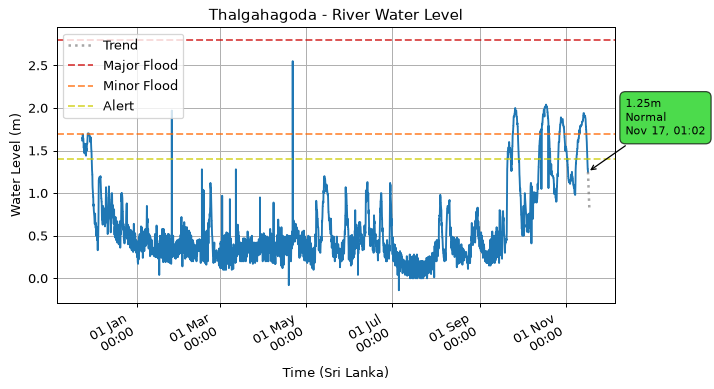 Thalgahagoda - River Water Level
Trend
Major Flood
Minor Flood
Alert
1.25m
Normal
Nov 17, 01:02
Water Level (m)
2.5
2.0
1.5
1.0
0.5
0.0
01 Jan
00:00
01 Mar
00:00
01 May
00:00
01 Jul
00:00
01 Sep
00:00
01 Nov
00:00
Time (Sri Lanka)